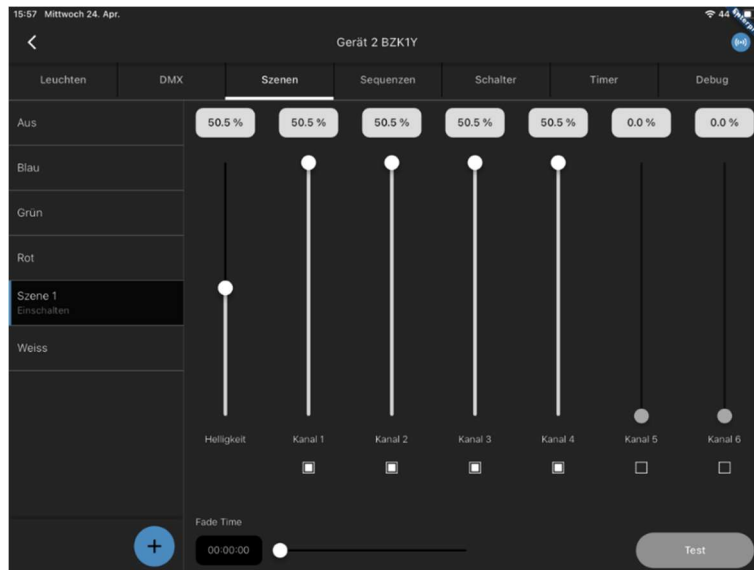 15:57 Mittwoch 24. Apr.
44
Gerät 2 BZK1Y
Leuchten DMX Szenen Sequenzen Schalter Timer Debug
Aus
Blau
Grün
Rot
Szene 1
Einschalten
Weiss
50.5 % 50.5 % 50.5 % 50.5 % 50.5 % 0.0 % 0.0 %
Helligkeit Kanal 1 Kanal 2 Kanal 3 Kanal 4 Kanal 5 Kanal 6
Fade Time
00:00:00
Test